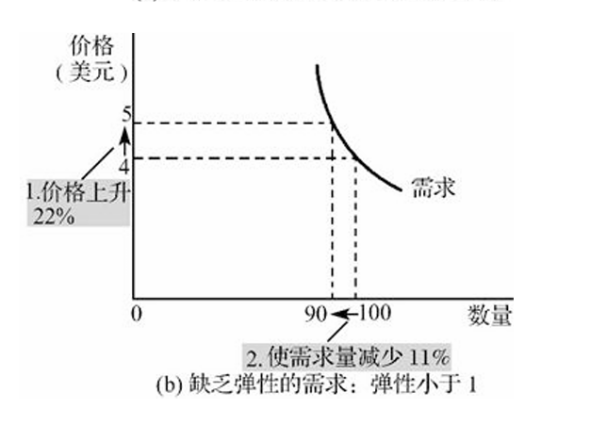 价格
(美元)
5
4
1.价格上升
22%
需求
0
90
100
数量
2.使需求量减少11%
(b) 缺乏弹性的需求：弹性小于1